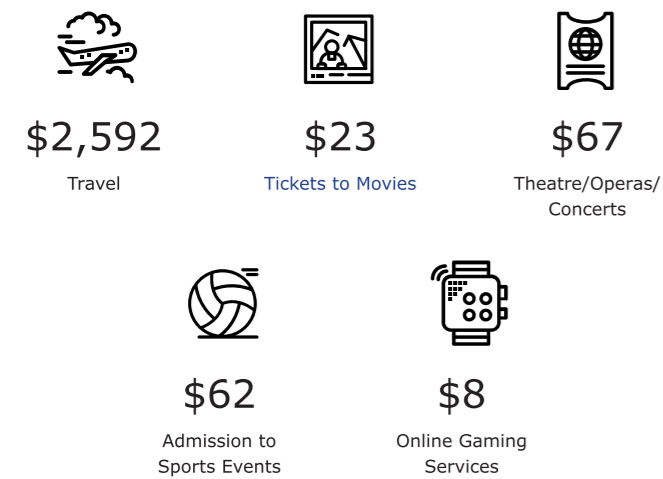 $2,592
$23
$67
Travel
Tickets to Movies
Theatre/Operas/
Concerts
$62
$8
Admission to
Sports Events
Online Gaming
Services